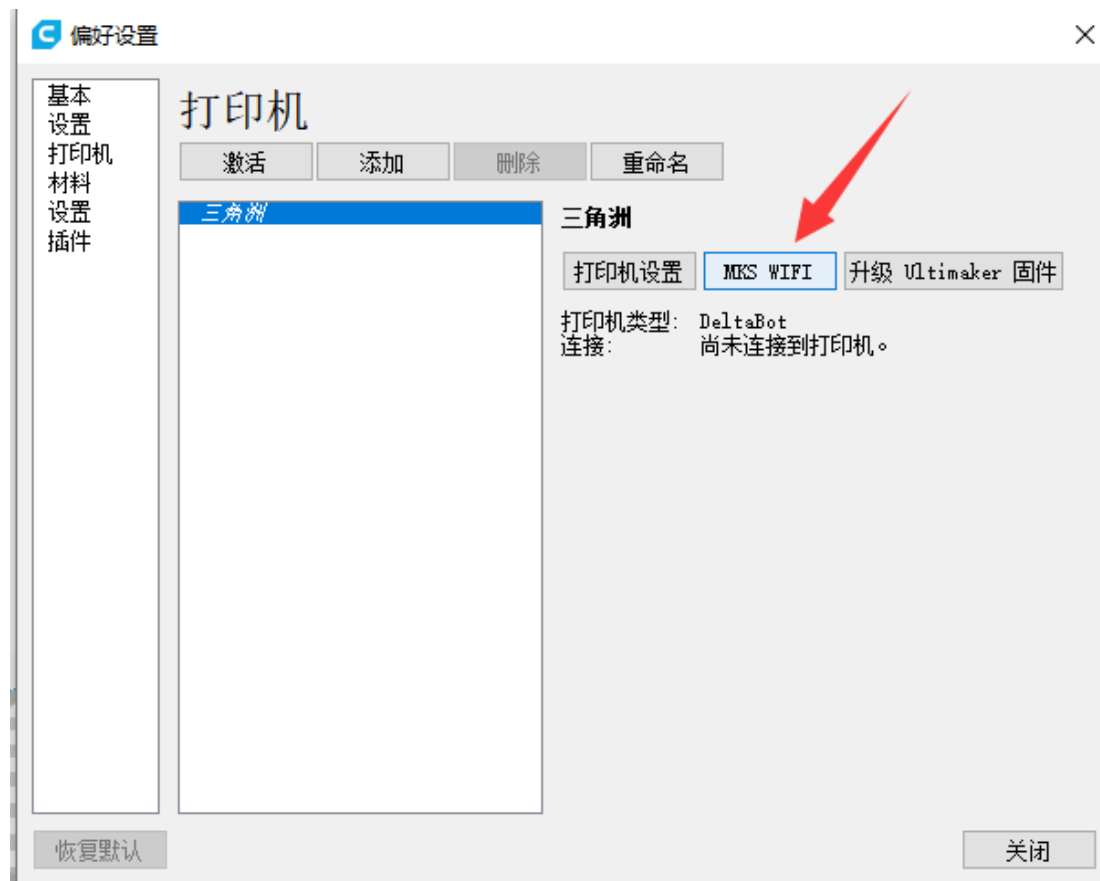 偏好设置
基本
设置
打印机
材料
设置
插件
打印机
激活 添加 删除 重命名
三角洲
三角洲
打印机设置 MKS WIFI 升级 Ultimaker 固件
打印机类型: DeltaBot
连接: 尚未连接到打印机。
恢复默认 关闭